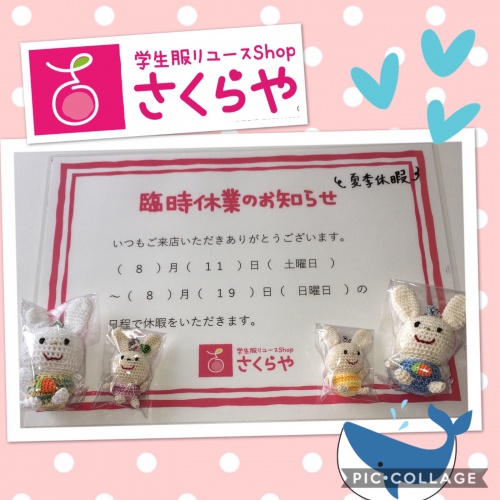 学生服リユースShop
さくらや
夏季休暇
臨時休業のお知らせ
いつもご来店いただきありがとうございます。
( 8 )月( 11 )日( 土曜日 )
～( 8 )月( 19 )日( 日曜日 )の
日程で休暇をいただきます。
学生服リユースShop
さくらや
PIC•COLLAGE